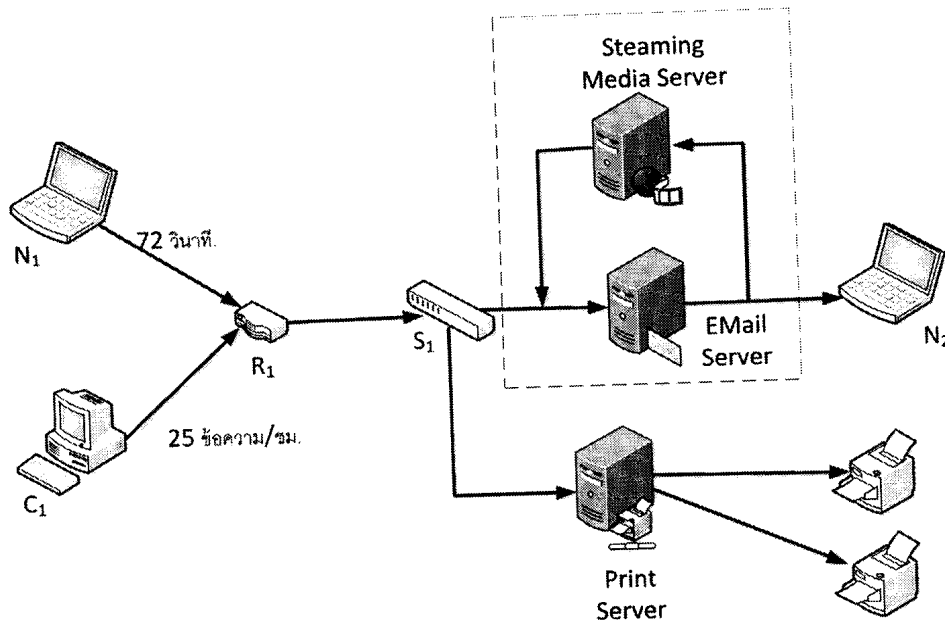 Steaming
Media Server
N1
72 วินาที.
R1
S1
EMail
Server
N2
C1
25 ข้อความ/ชม.
Print
Server